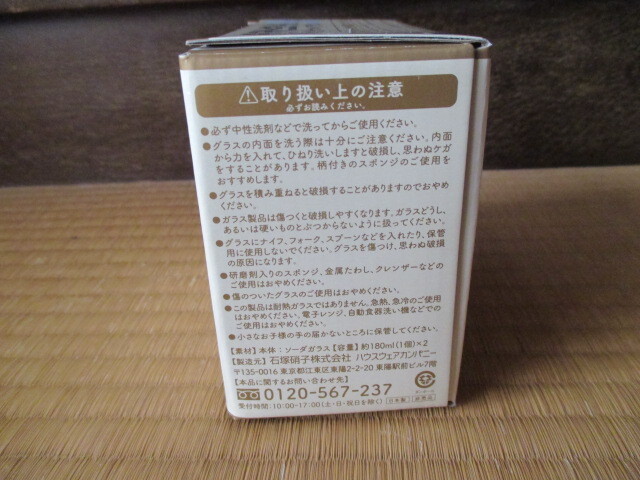 ⚠取り扱い上の注意
必ずお読みください。
●必ず中性洗剤などで洗ってからご使用ください。
●グラスの内面を洗う際は十分にご注意ください。内面
から力を入れて、ひねり洗いしますと破損し、思わぬケガ
をすることがあります。柄付きのスポンジのご使用を
おすすめします。
●グラスを積み重ねると破損することがありますのでおやめ
ください。
●ガラス製品は傷つくと破損しやすくなります。ガラスどうし、
あるいは硬いものとぶつからないように扱ってください。
●グラスにナイフ、フォーク、スプーンなどを入れたり、保管
用に使用しないでください。グラスを傷つけ、思わぬ破損
の原因になります。
●研磨剤入りのスポンジ、金属たわし、クレンザーなどの
ご使用はおやめください。
●傷のついたグラスのご使用はおやめください。
●この製品は耐熱ガラスではありません。急熱、急冷のご使用
はおやめください。電子レンジ、自動食器洗い機などでの
ご使用はおやめください。
●小さなお子様の手の届かないところに保管してください。
【素材】本体：ソーダガラス【容量】約180ml(1個)×2
【製造元】石塚硝子株式会社 ハウスウェアカンパニー
〒135-0016 東京都江東区東陽2-2-20 東陽駅前ビル7階
【本品に関するお問い合わせ先】
0120-567-237
受付時間:10:00~17:00(土・日・祝日を除く)
日本製 非売品